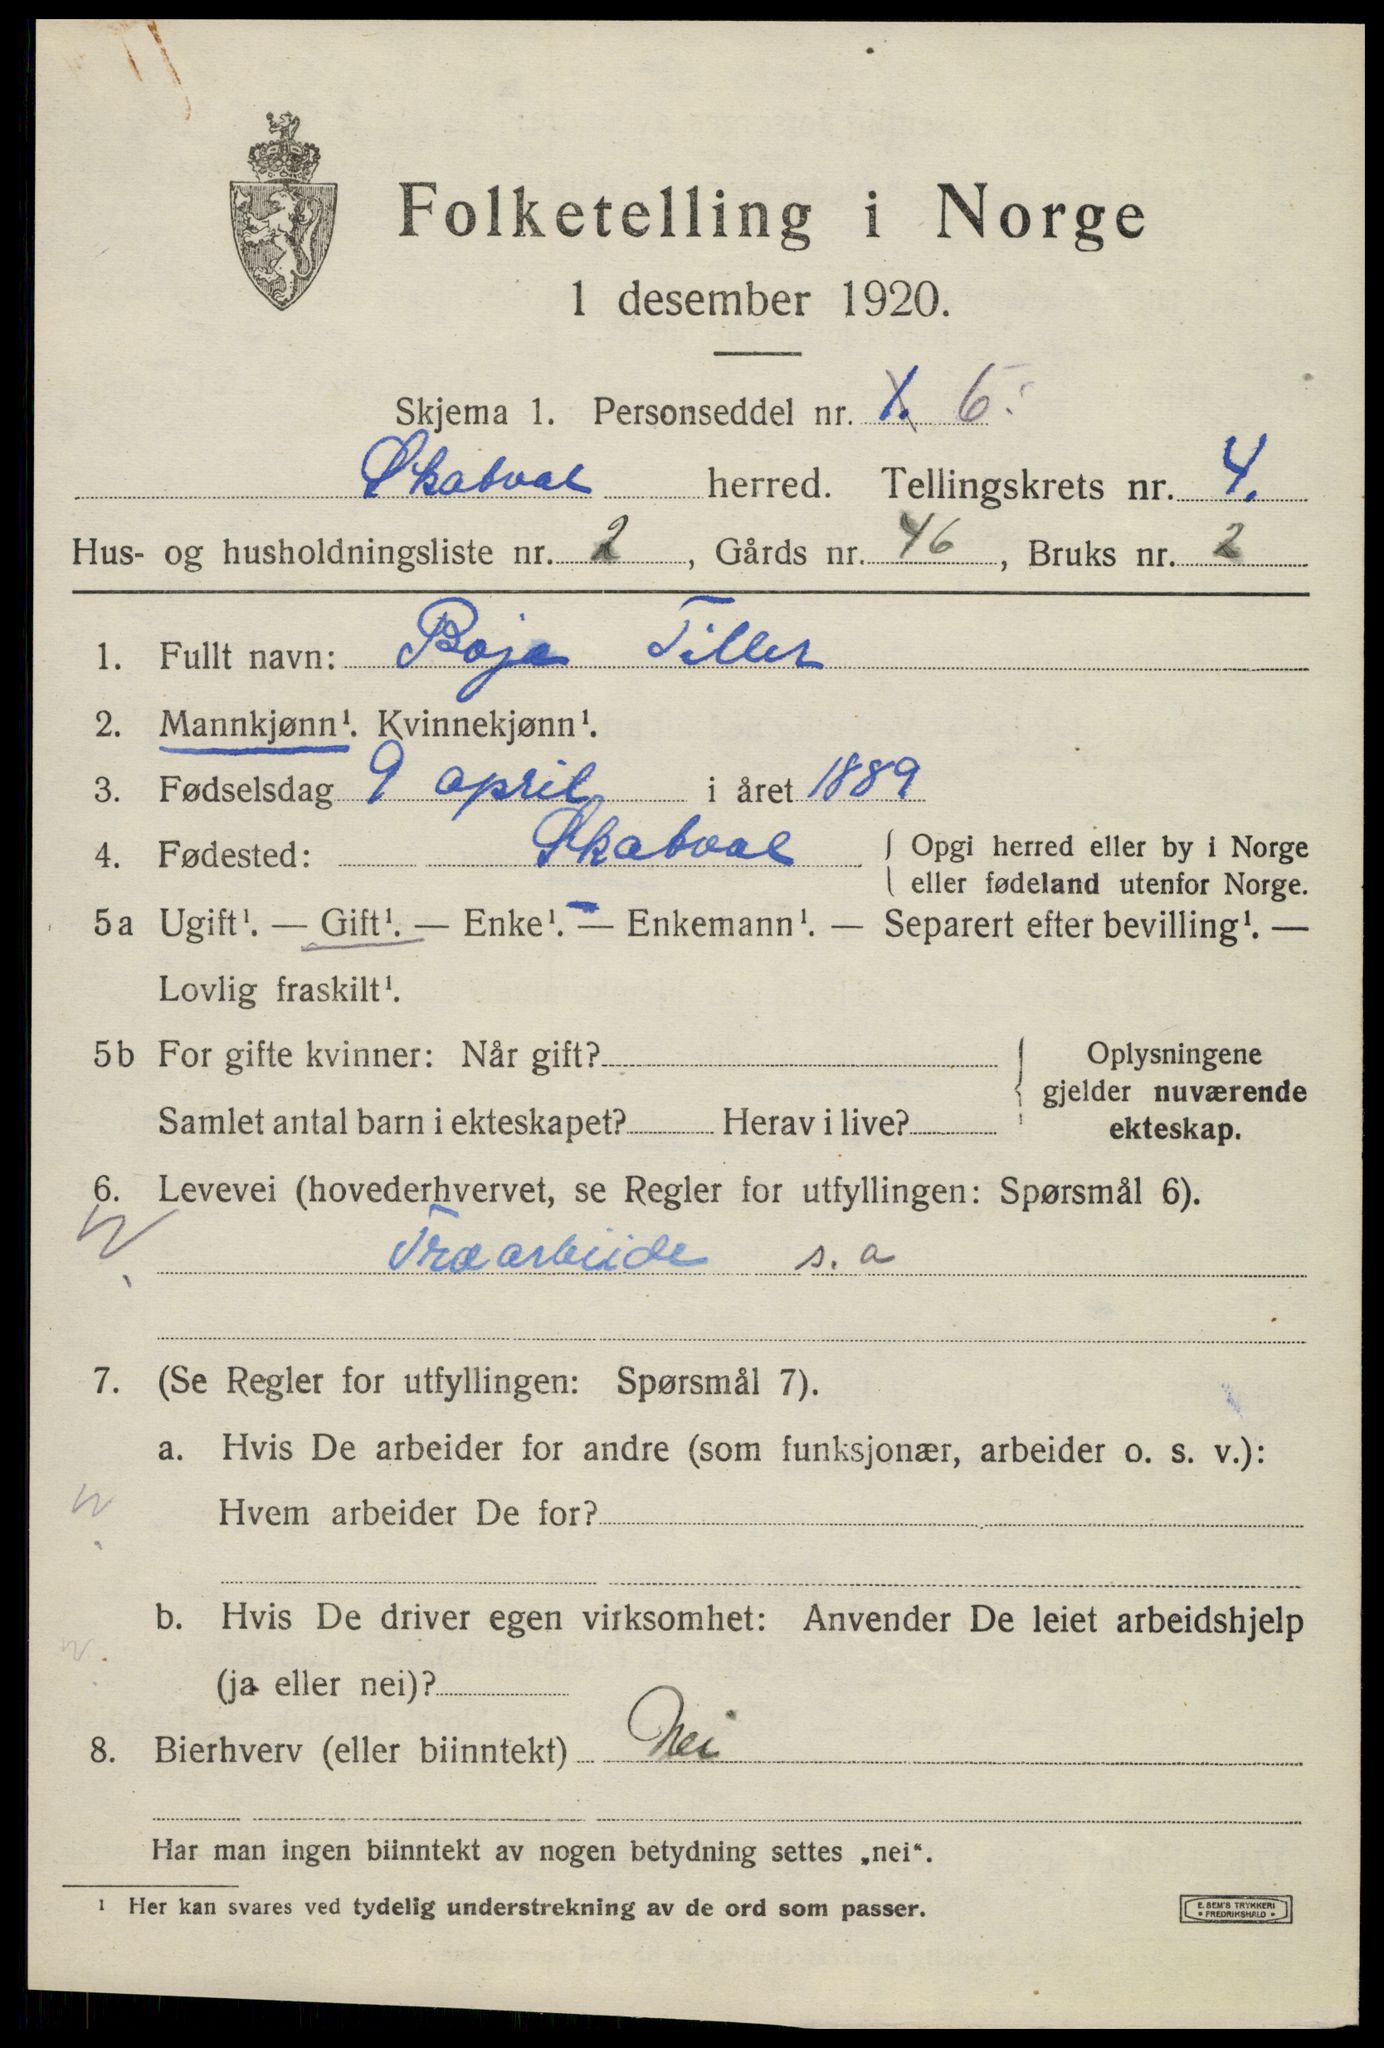 Folketelling i Norge
1 desember 1920.
Skjema 1. Personseddel nr. 1. 6.
Skatval herred. Tellingskrets nr. 4.
Hus- og husholdningsliste nr. 2, Gårds nr. 46, Bruks nr. 2
1. Fullt navn: Boje Tiller
2. Mannkjønn¹. Kvinnekjønn¹.
3. Fødselsdag 9 april i året 1889
4. Fødested: Skatval { Opgi herred eller by i Norge
eller fødeland utenfor Norge.
5a Ugift¹. — Gift¹. — Enke¹. — Enkemann¹. — Separert efter bevilling¹. —
Lovlig fraskilt¹.
5b For gifte kvinner: Når gift? { Oplysningene
gjelder nuværende
Samlet antal barn i ekteskapet? Herav i live? ekteskap.
6. Levevei (hovederhvervet, se Regler for utfyllingen: Spørsmål 6).
Træarbeide s. a
7. (Se Regler for utfyllingen: Spørsmål 7).
a. Hvis De arbeider for andre (som funksjonær, arbeider o. s. v.):
Hvem arbeider De for?
b. Hvis De driver egen virksomhet: Anvender De leiet arbeidshjelp
(ja eller nei)?
8. Bierhverv (eller biinntekt) Nei
Har man ingen biinntekt av nogen betydning settes „nei“.
¹ Her kan svares ved tydelig understrekning av de ord som passer.
E. SEM'S TRYKKERI
FREDRIKSHALD